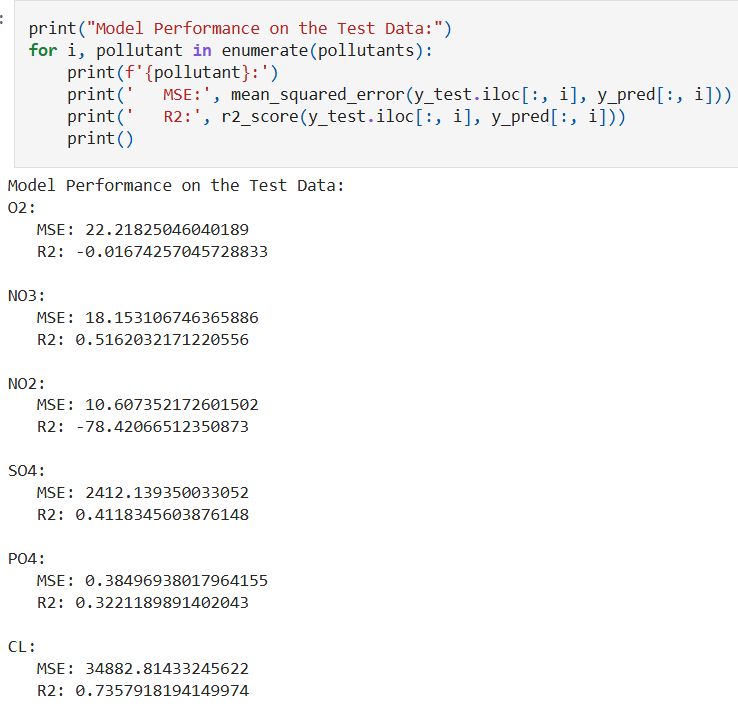 :
print("Model Performance on the Test Data:")
for i, pollutant in enumerate(pollutants):
    print(f'{pollutant}:')
    print('   MSE:', mean_squared_error(y_test.iloc[:, i], y_pred[:, i]))
    print('   R2:', r2_score(y_test.iloc[:, i], y_pred[:, i]))
    print()
Model Performance on the Test Data:
O2:
   MSE: 22.21825046040189
   R2: -0.01674257045728833
NO3:
   MSE: 18.153106746365886
   R2: 0.5162032171220556
NO2:
   MSE: 10.607352172601502
   R2: -78.42066512350873
SO4:
   MSE: 2412.139350033052
   R2: 0.4118345603876148
PO4:
   MSE: 0.38496938017964155
   R2: 0.3221189891402043
CL:
   MSE: 34882.81433245622
   R2: 0.7357918194149974